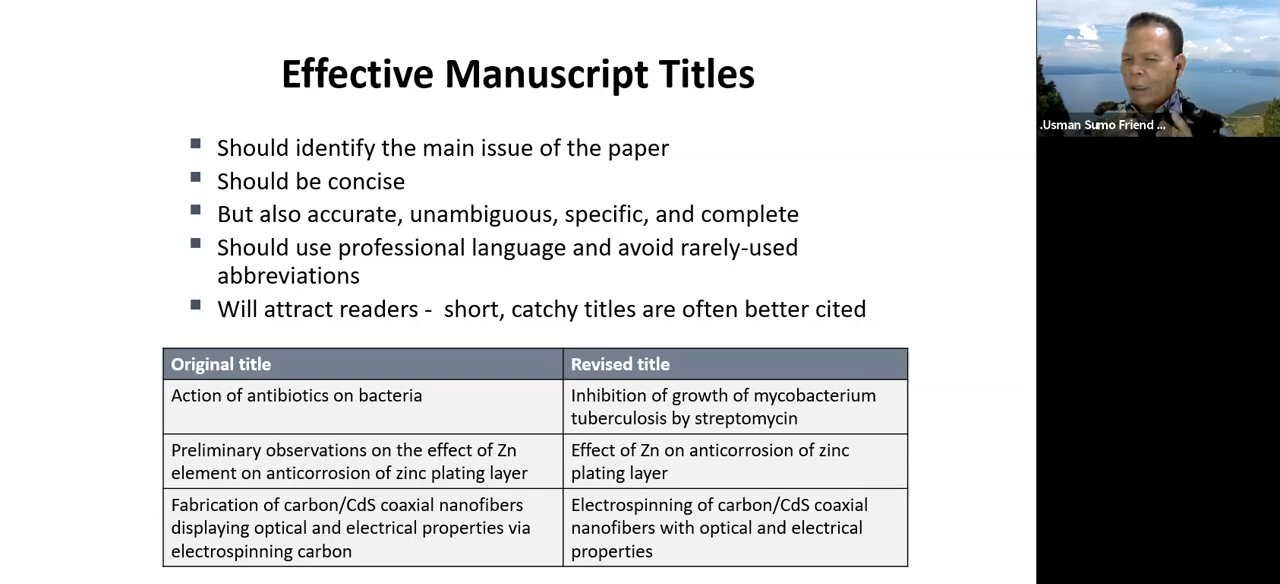 Effective Manuscript Titles
Should identify the main issue of the paper
Should be concise
But also accurate, unambiguous, specific, and complete
Should use professional language and avoid rarely-used
abbreviations
Will attract readers - short, catchy titles are often better cited
Original title
Revised title
Action of antibiotics on bacteria
Inhibition of growth of mycobacterium
tuberculosis by streptomycin
Preliminary observations on the effect of Zn
element on anticorrosion of zinc plating layer
Effect of Zn on anticorrosion of zinc
plating layer
Fabrication of carbon/CdS coaxial nanofibers
displaying optical and electrical properties via
electrospinning carbon
Electrospinning of carbon/CdS coaxial
nanofibers with optical and electrical
properties
.Usman Sumo Friend ...